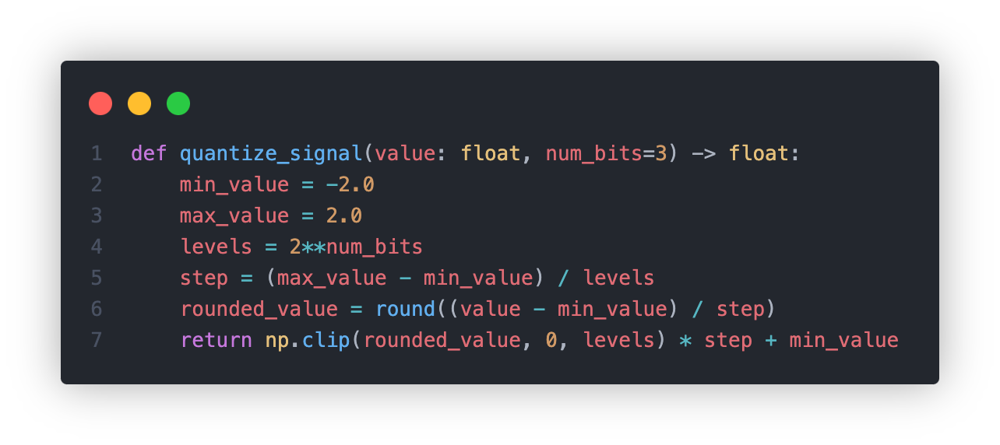 1 def quantize_signal(value: float, num_bits=3) -> float:
2     min_value = -2.0
3     max_value = 2.0
4     levels = 2**num_bits
5     step = (max_value - min_value) / levels
6     rounded_value = round((value - min_value) / step)
7     return np.clip(rounded_value, 0, levels) * step + min_value